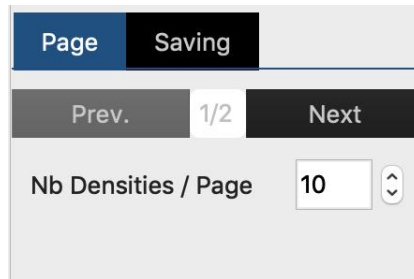 Page Saving
Prev. 1/2 Next
Nb Densities / Page 10